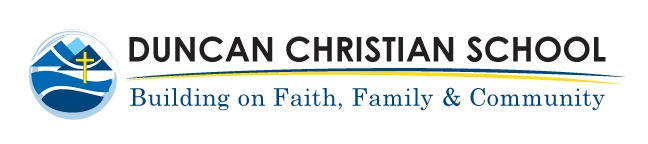 DUNCAN CHRISTIAN SCHOOL
Building on Faith, Family & Community